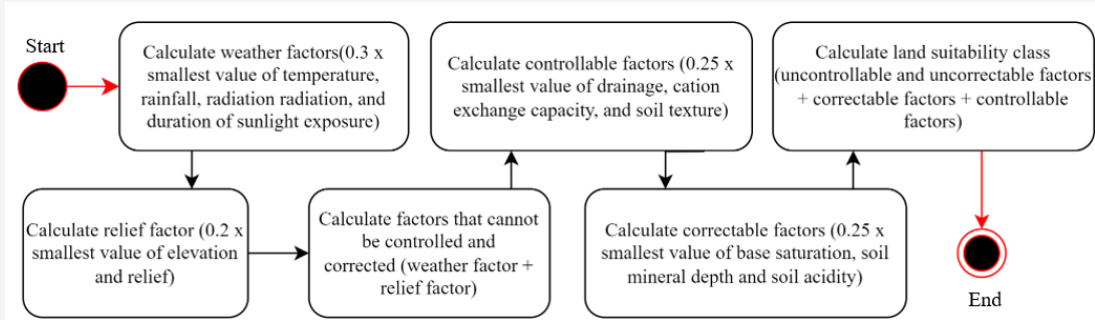 Start
Calculate weather factors(0.3 x
smallest value of temperature,
rainfall, radiation radiation, and
duration of sunlight exposure)
Calculate relief factor (0.2 x
smallest value of elevation
and relief)
Calculate factors that cannot
be controlled and
corrected (weather factor +
relief factor)
Calculate controllable factors (0.25 x
smallest value of drainage, cation
exchange capacity, and soil texture)
Calculate correctable factors (0.25 x
smallest value of base saturation, soil
mineral depth and soil acidity)
Calculate land suitability class
(uncontrollable and uncorrectable factors
+ correctable factors + controllable
factors)
End